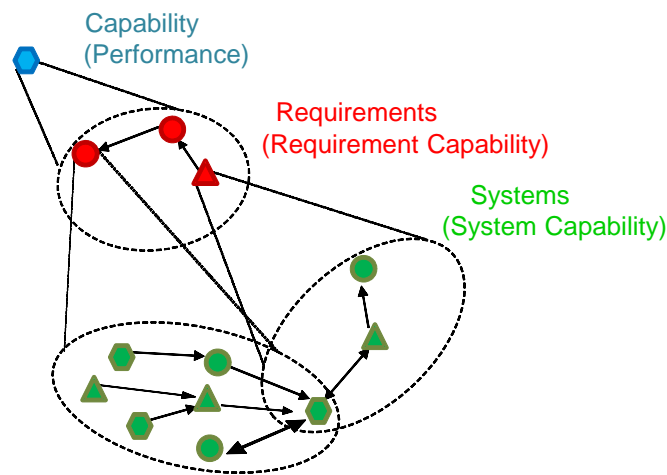 Capability
(Performance)
Requirements
(Requirement Capability)
Systems
(System Capability)